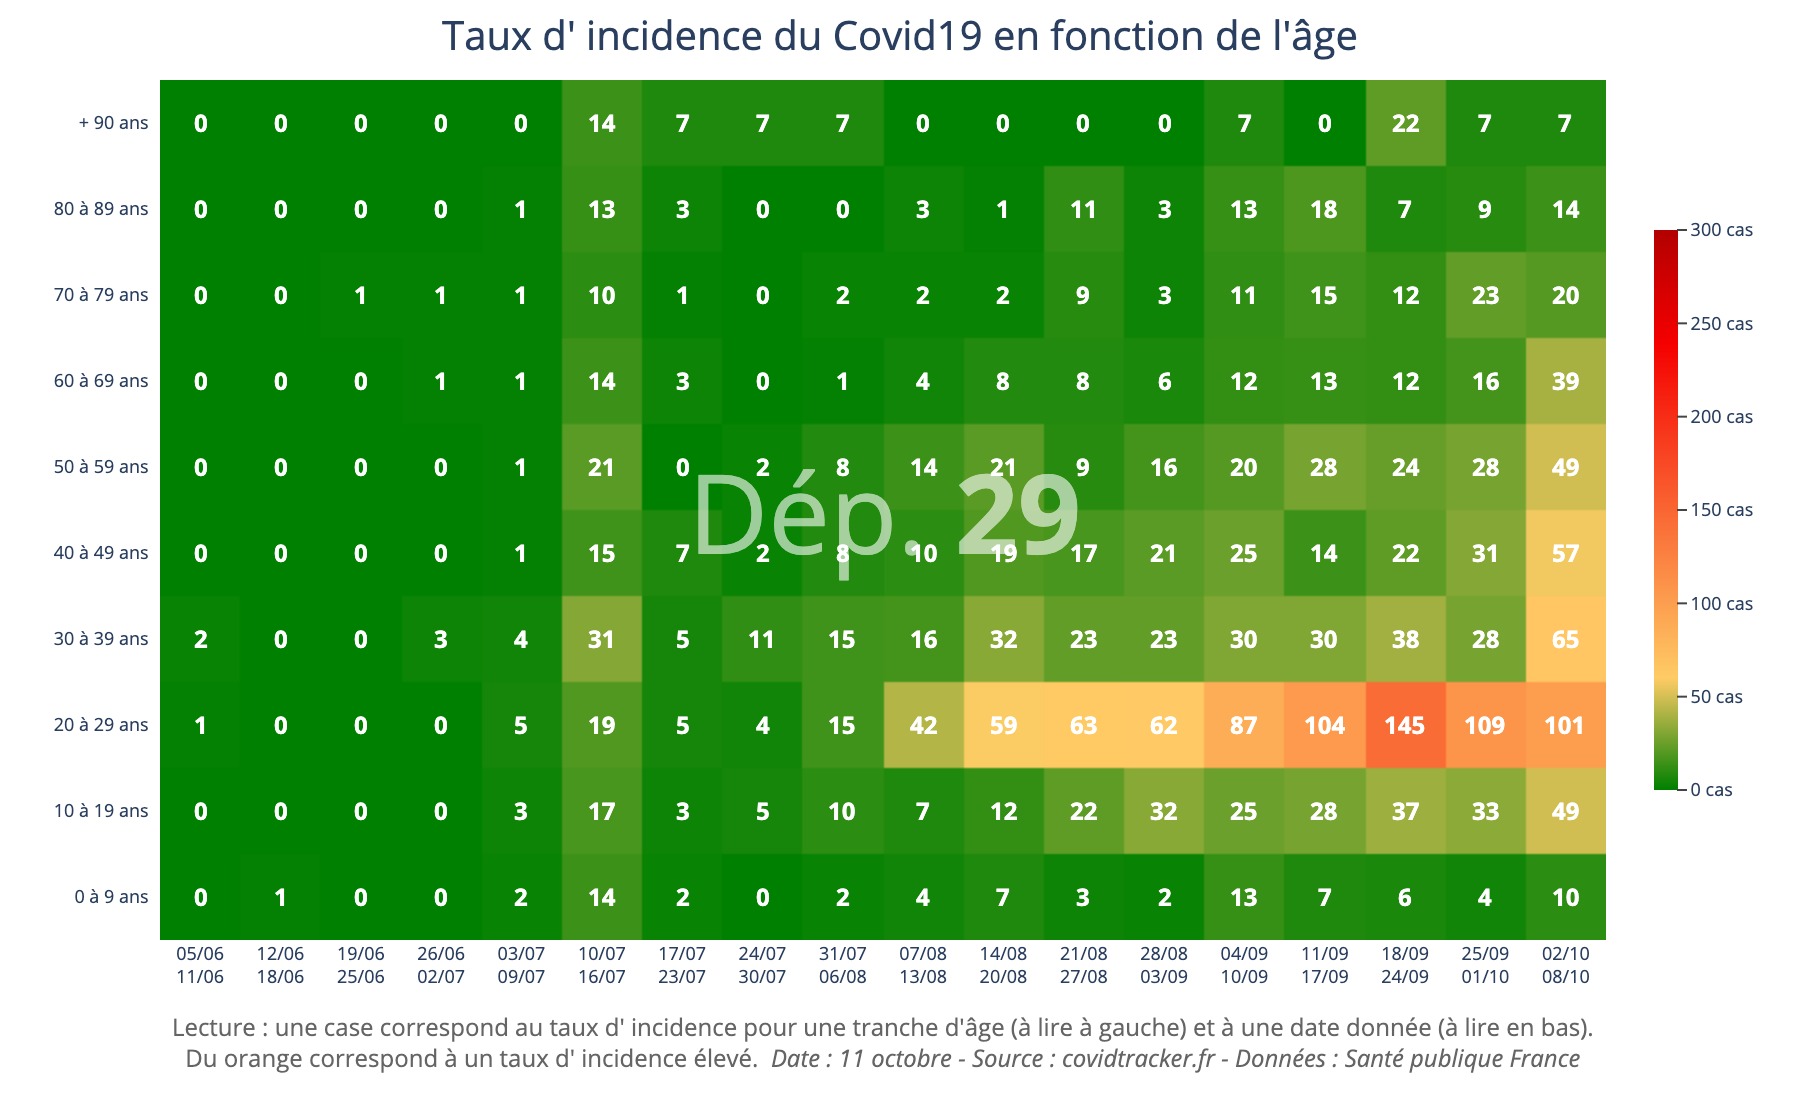 Taux d' incidence du Covid19 en fonction de l'âge
+ 90 ans 0 0 0 0 0 14 7 7 7 0 0 0 0 7 0 22 7 7
80 à 89 ans 0 0 0 0 1 13 3 0 0 3 1 11 3 13 18 7 9 14
300 cas
70 à 79 ans 0 0 1 1 1 10 1 0 2 2 2 9 3 11 15 12 23 20
250 cas
60 à 69 ans 0 0 0 1 1 14 3 0 1 4 8 8 6 12 13 12 16 39
200 cas
50 à 59 ans 0 0 0 0 1 21 0 2 8 14 21 9 16 20 28 24 28 49
Dép. 29
150 cas
40 à 49 ans 0 0 0 0 1 15 7 2 8 10 19 17 21 25 14 22 31 57
100 cas
30 à 39 ans 2 0 0 3 4 31 5 11 15 16 32 23 23 30 30 38 28 65
50 cas
20 à 29 ans 1 0 0 0 5 19 5 4 15 42 59 63 62 87 104 145 109 101
0 cas
10 à 19 ans 0 0 0 0 3 17 3 5 10 7 12 22 32 25 28 37 33 49
0 à 9 ans 0 1 0 0 2 14 2 0 2 4 7 3 2 13 7 6 4 10
05/06 12/06 19/06 26/06 03/07 10/07 17/07 24/07 31/07 07/08 14/08 21/08 28/08 04/09 11/09 18/09 25/09 02/10
11/06 18/06 25/06 02/07 09/07 16/07 23/07 30/07 06/08 13/08 20/08 27/08 03/09 10/09 17/09 24/09 01/10 08/10
Lecture : une case correspond au taux d' incidence pour une tranche d'âge (à lire à gauche) et à une date donnée (à lire en bas).
Du orange correspond à un taux d' incidence élevé. Date : 11 octobre - Source : covidtracker.fr - Données : Santé publique France